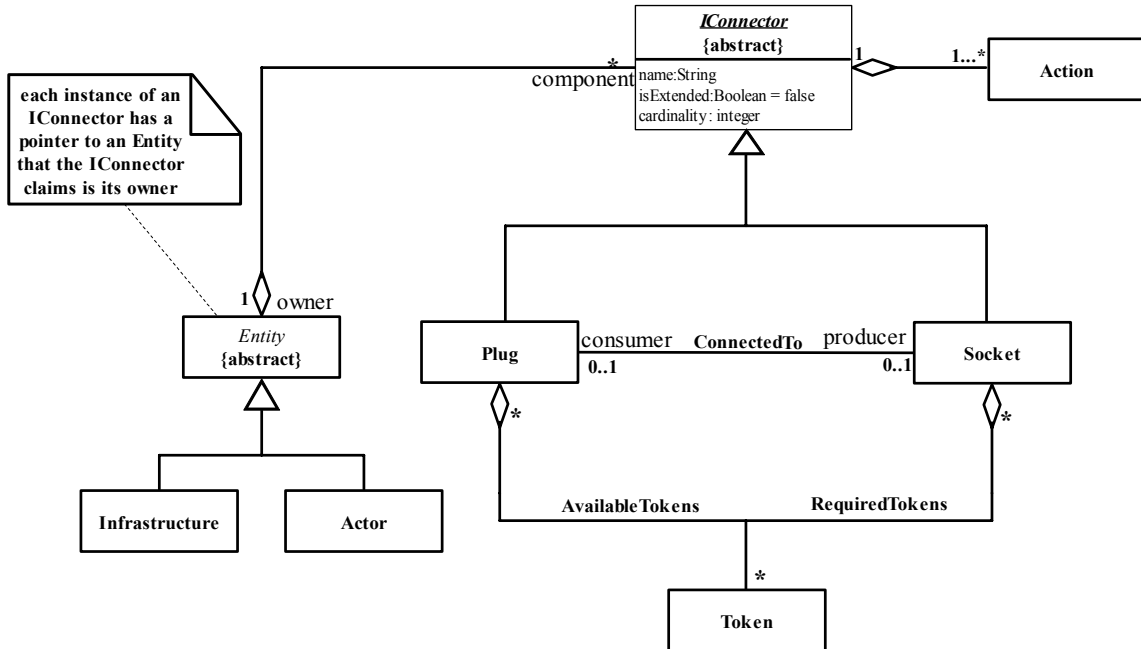 IConnector
{abstract}
name:String
isExtended:Boolean = false
cardinality: integer
1
1...*
Action
*
component
each instance of an
IConnector has a
pointer to an Entity
that the IConnector
claims is its owner
1
owner
Entity
{abstract}
Plug
consumer
0..1
ConnectedTo
producer
0..1
Socket
*
*
Infrastructure
Actor
AvailableTokens
RequiredTokens
*
Token